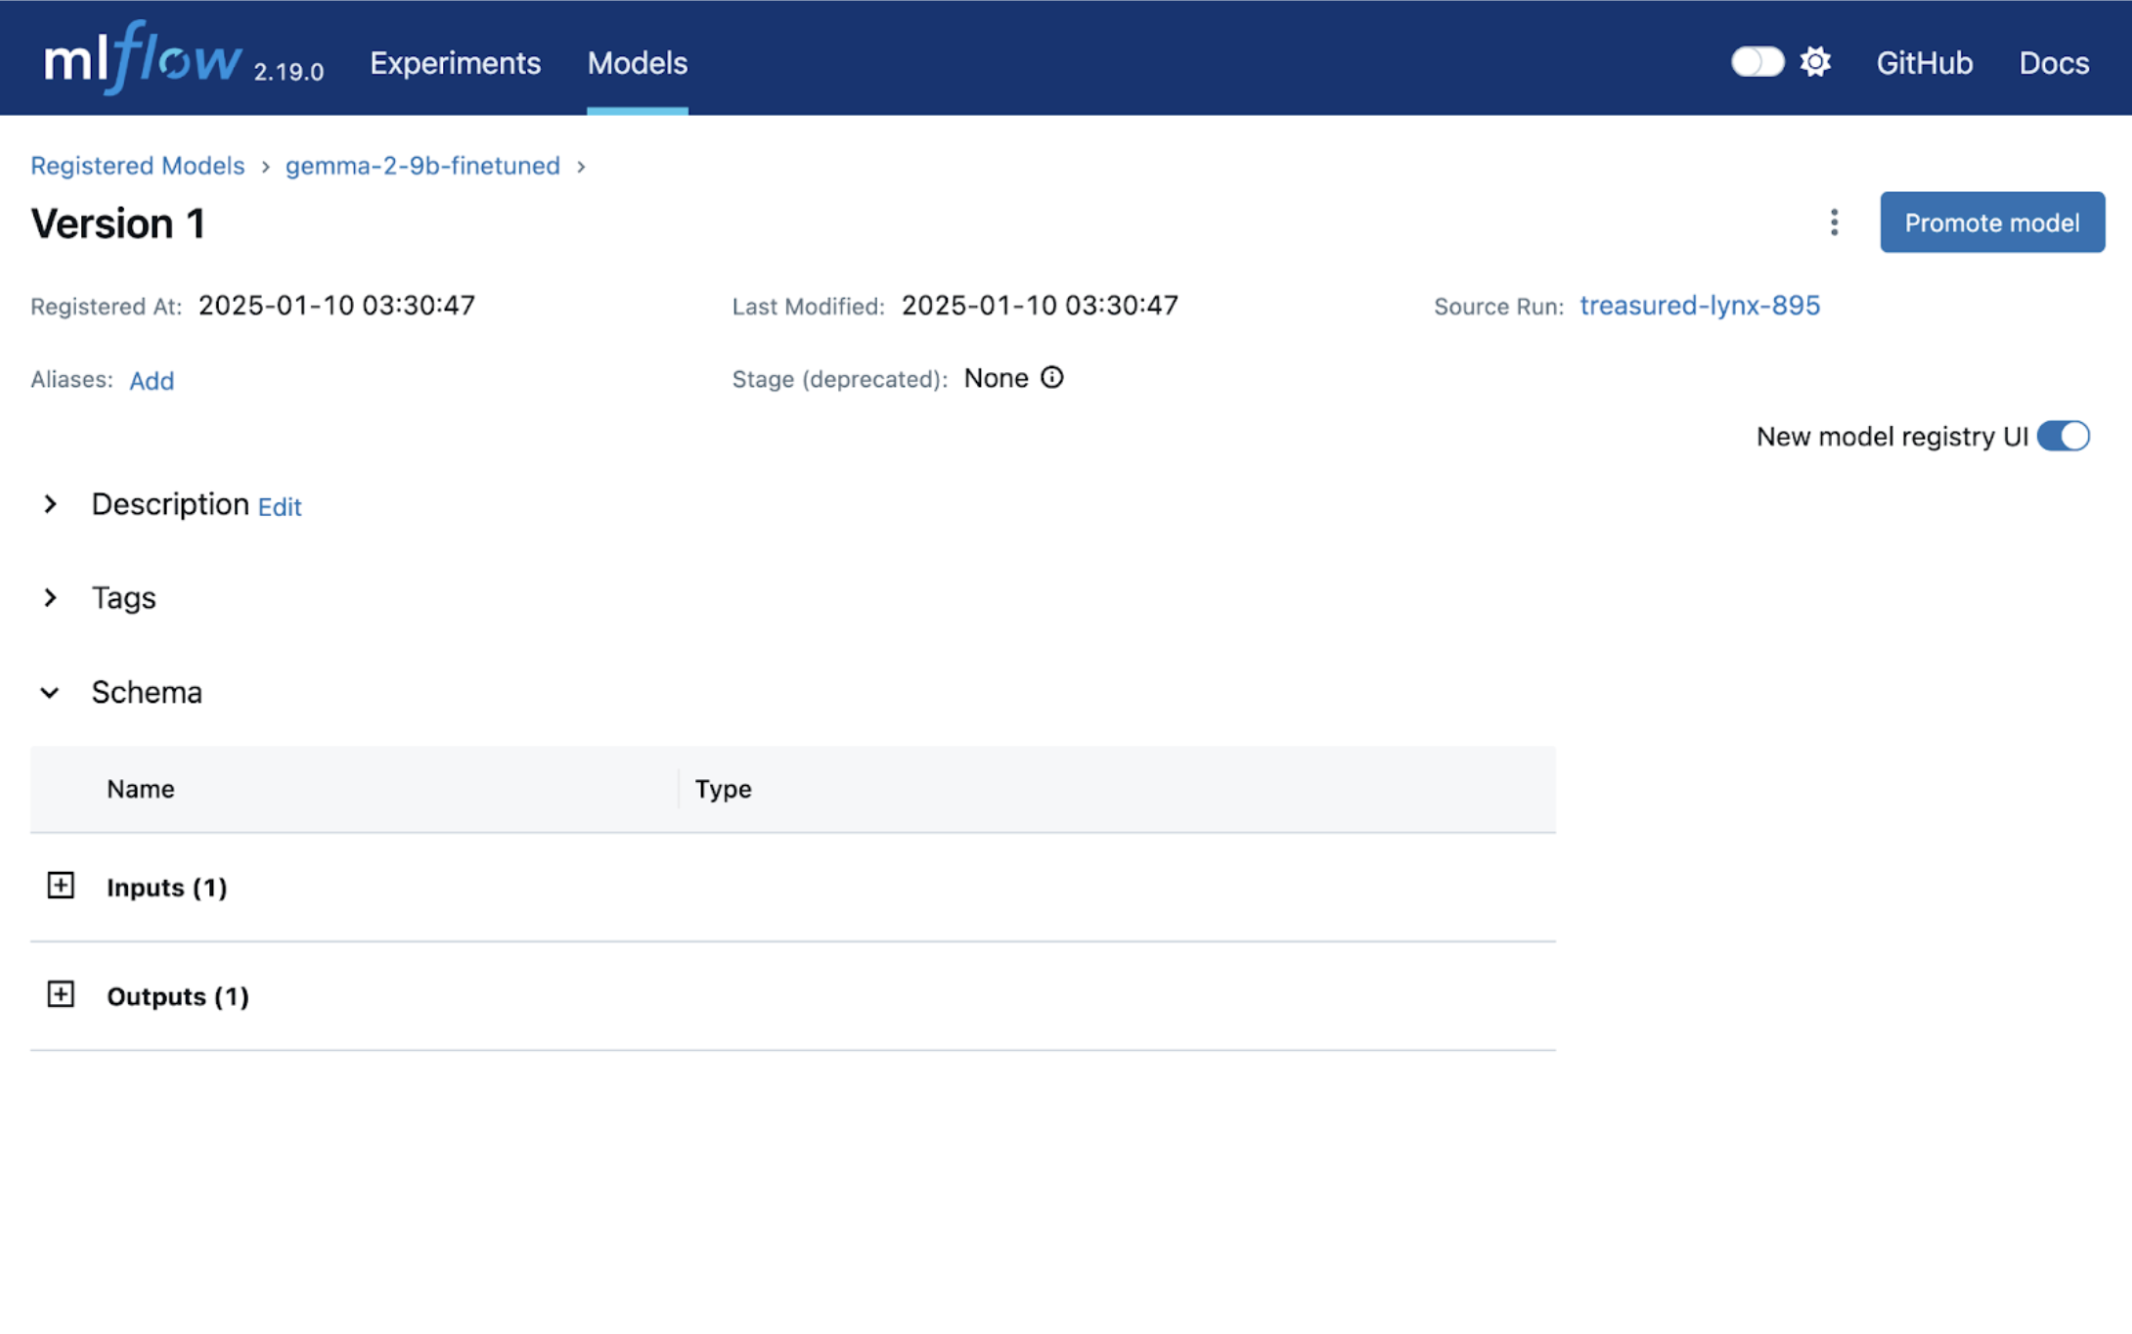 mlflow 2.19.0 Experiments Models GitHub Docs
Registered Models > gemma-2-9b-finetuned >
Version 1
Promote model
Registered At: 2025-01-10 03:30:47 Last Modified: 2025-01-10 03:30:47 Source Run: treasured-lynx-895
Aliases: Add Stage (deprecated): None
New model registry UI
Description Edit
Tags
Schema
Name Type
Inputs (1)
Outputs (1)